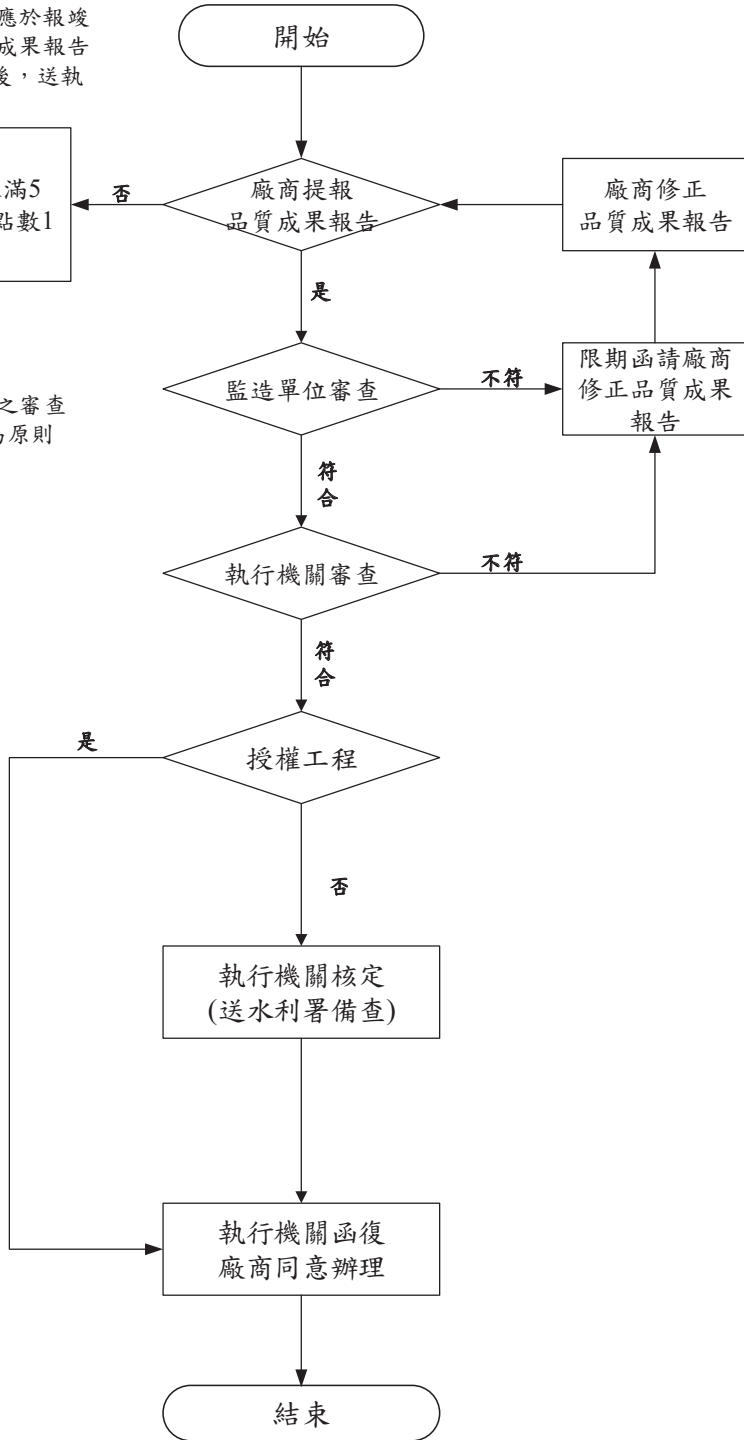 應於報竣
成果報告
後，送執
開始
滿5
點數1
否
廠商提報
品質成果報告
廠商修正
品質成果報告
是
監造單位審查
不符
限期函請廠商
修正品質成果
報告
之審查
為原則
符
合
執行機關審查
不符
符
合
是
授權工程
否
執行機關核定
(送水利署備查)
執行機關函復
廠商同意辦理
結束